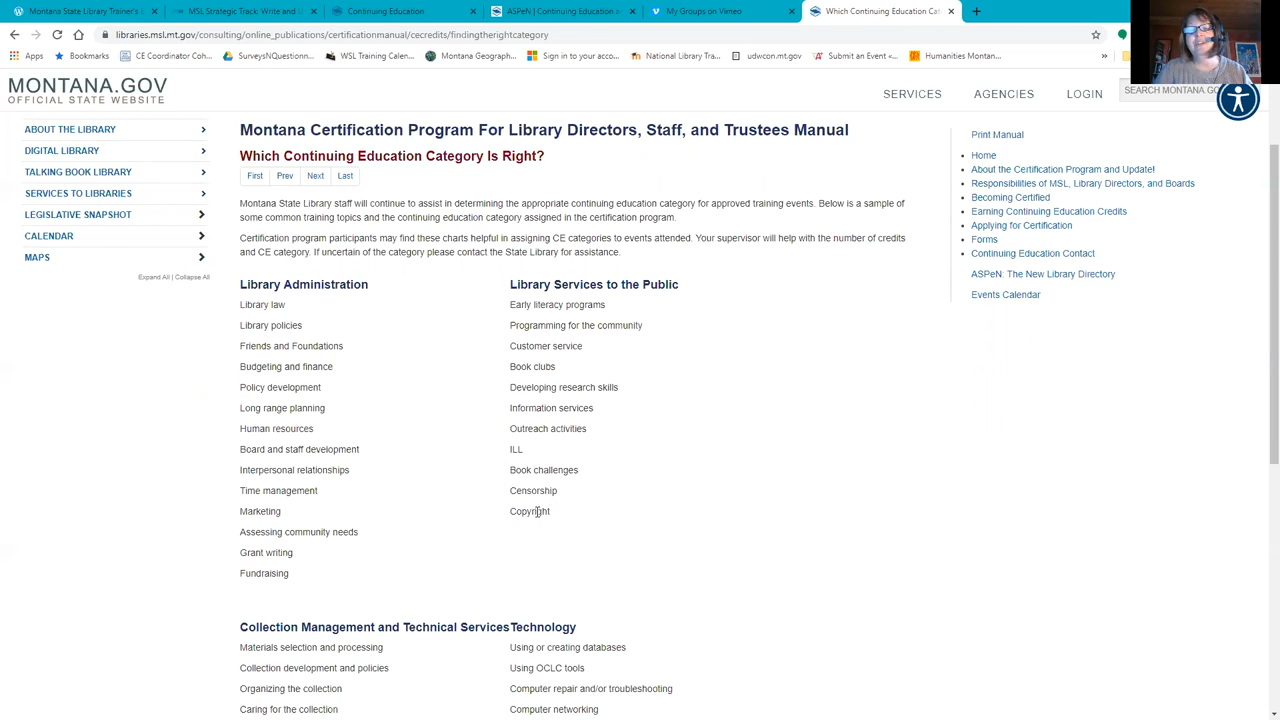 Montana State Library Trainer's E
MSL Strategic Track: Write and U
Continuing Education
ASPeN | Continuing Education a
My Groups on Vimeo
Which Continuing Education Cat
libraries.msl.mt.gov/consulting/online_publications/certificationmanual/ceocredits/findingtherightcategory
Apps
Bookmarks
CE Coordinator Coh...
SurveysNQuestionn...
WSL Training Calen...
Montana Geograph...
Sign in to your acco...
National Library Tra...
udwcon.mt.gov
Submit an Event «...
Humanities Montan...
»
MONTANA.GOV
OFFICIAL STATE WEBSITE
SERVICES
AGENCIES
LOGIN
SEARCH MONTANA.GO
ABOUT THE LIBRARY
DIGITAL LIBRARY
TALKING BOOK LIBRARY
SERVICES TO LIBRARIES
LEGISLATIVE SNAPSHOT
CALENDAR
MAPS
Expand All | Collapse All
Montana Certification Program For Library Directors, Staff, and Trustees Manual
Which Continuing Education Category Is Right?
First Prev Next Last
Montana State Library staff will continue to assist in determining the appropriate continuing education category for approved training events. Below is a sample of
some common training topics and the continuing education category assigned in the certification program.
Certification program participants may find these charts helpful in assigning CE categories to events attended. Your supervisor will help with the number of credits
and CE category. If uncertain of the category please contact the State Library for assistance.
Library Administration
Library law
Library policies
Friends and Foundations
Budgeting and finance
Policy development
Long range planning
Human resources
Board and staff development
Interpersonal relationships
Time management
Marketing
Assessing community needs
Grant writing
Fundraising
Library Services to the Public
Early literacy programs
Programming for the community
Customer service
Book clubs
Developing research skills
Information services
Outreach activities
ILL
Book challenges
Censorship
Copyright
Collection Management and Technical Services
Materials selection and processing
Collection development and policies
Organizing the collection
Caring for the collection
Technology
Using or creating databases
Using OCLC tools
Computer repair and/or troubleshooting
Computer networking
Print Manual
Home
About the Certification Program and Update!
Responsibilities of MSL, Library Directors, and Boards
Becoming Certified
Earning Continuing Education Credits
Applying for Certification
Forms
Continuing Education Contact
ASPeN: The New Library Directory
Events Calendar